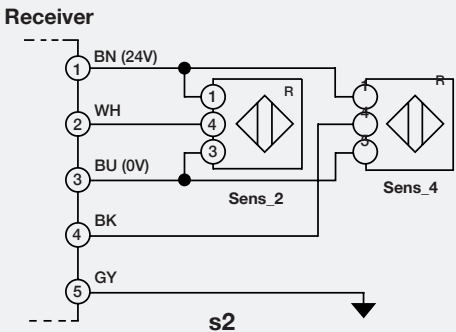 Receiver
1 BN (24V)
R
R
1
1
2 WH
4
4
3 BU (0V)
3
3
Sens_2
Sens_4
4 BK
5 GY
s2